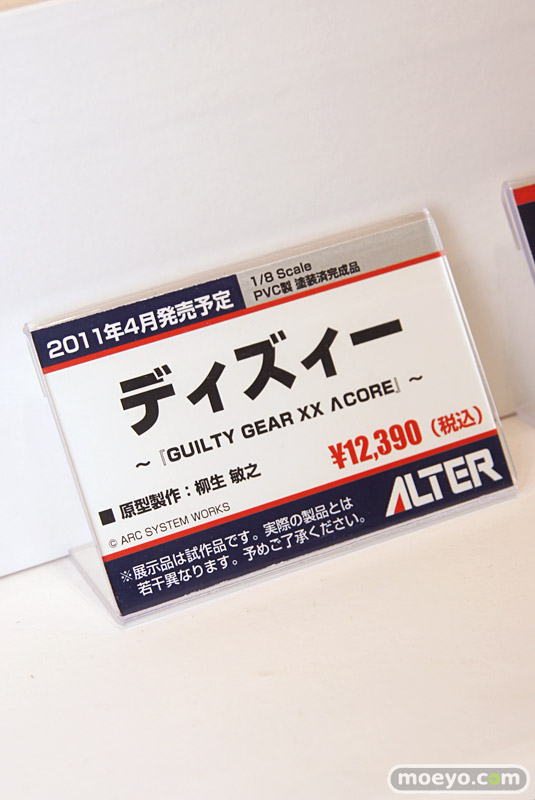 2011年4月発売予定
1/8 Scale
PVC製 塗装済完成品
ディズィー
～『GUILTY GEAR XX ΛCORE』～
¥12,390（税込）
■ 原型製作：柳生 敏之
© ARC SYSTEM WORKS
ALTER
※展示品は試作品です。実際の製品とは
若干異なります。予めご了承ください。
moeyo.com